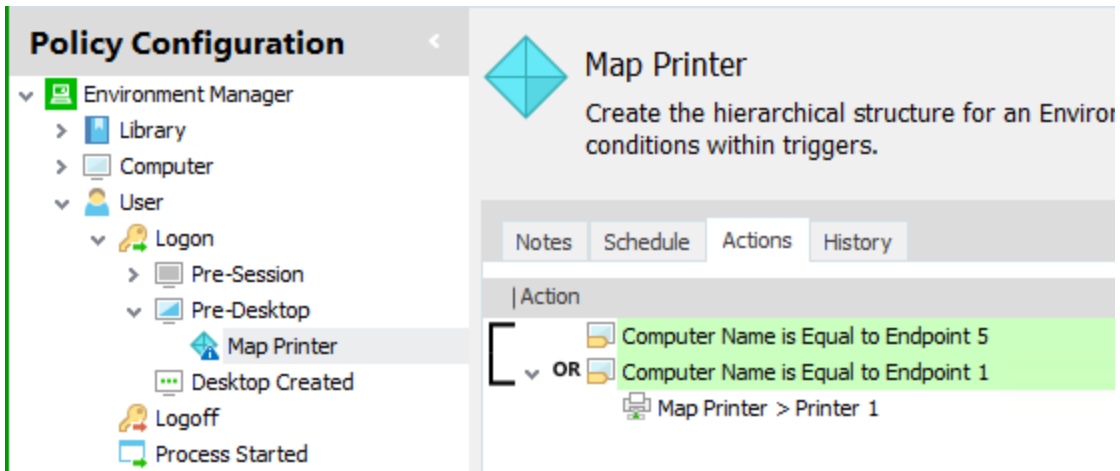 Policy Configuration
Environment Manager
Library
Computer
User
Logon
Pre-Session
Pre-Desktop
Map Printer
Desktop Created
Logoff
Process Started
Map Printer
Create the hierarchical structure for an Enviro
conditions within triggers.
Notes Schedule Actions History
Action
Computer Name is Equal to Endpoint 5
OR Computer Name is Equal to Endpoint 1
Map Printer > Printer 1